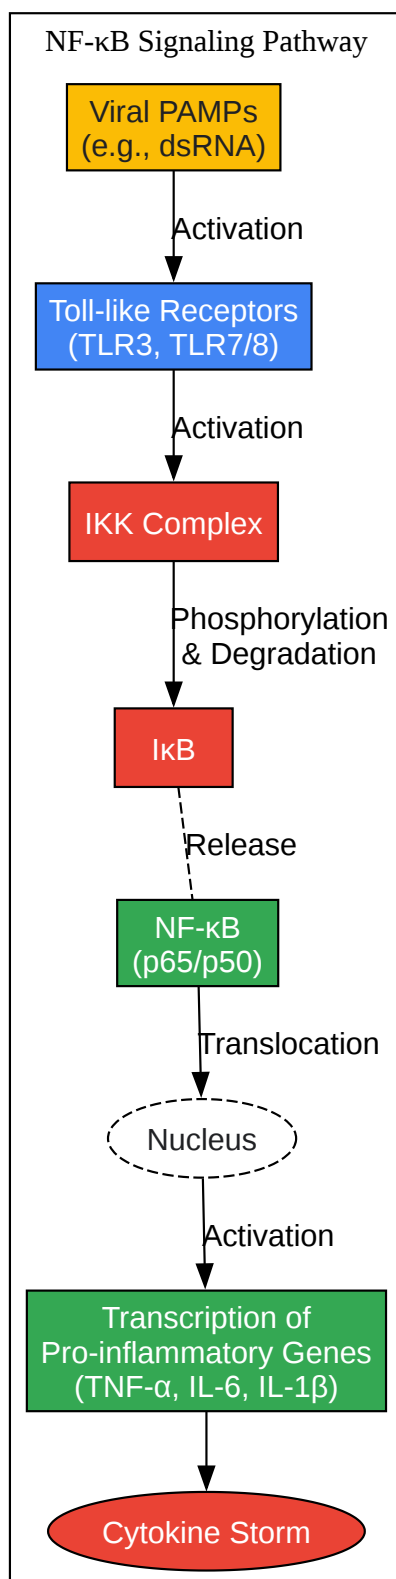 NF-κB Signaling Pathway
Viral PAMPs
(e.g., dsRNA)
Activation
Toll-like Receptors
(TLR3, TLR7/8)
Activation
IKK Complex
Phosphorylation
& Degradation
IκB
Release
NF-κB
(p65/p50)
Translocation
Nucleus
Activation
Transcription of
Pro-inflammatory Genes
(TNF-α, IL-6, IL-1β)
Cytokine Storm